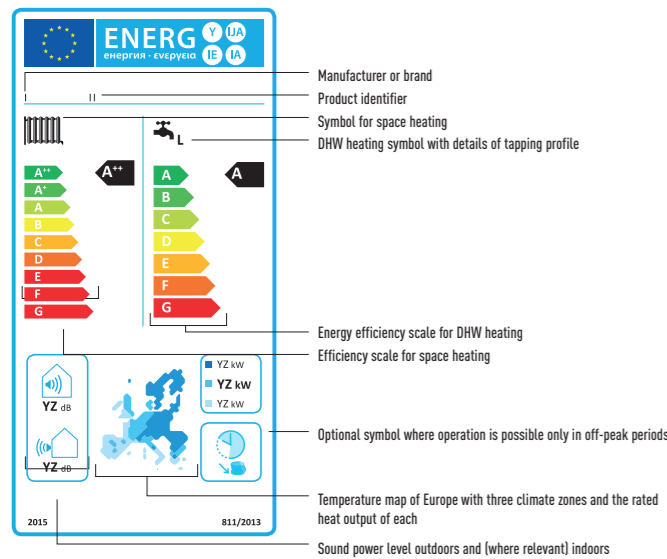 ENERG Y IJA
IE IA
енергия · ενεργεια
Manufacturer or brand
I II
Product identifier
Symbol for space heating
L
DHW heating symbol with details of tapping profile
A++ A++
A+
A
B
C
D
E
F
G
A A
B
C
D
E
F
G
Energy efficiency scale for DHW heating
Efficiency scale for space heating
YZ dB
YZ dB
YZ kW
YZ kW
YZ kW
Optional symbol where operation is possible only in off-peak periods
Temperature map of Europe with three climate zones and the rated
heat output of each
2015 811/2013
Sound power level outdoors and (where relevant) indoors